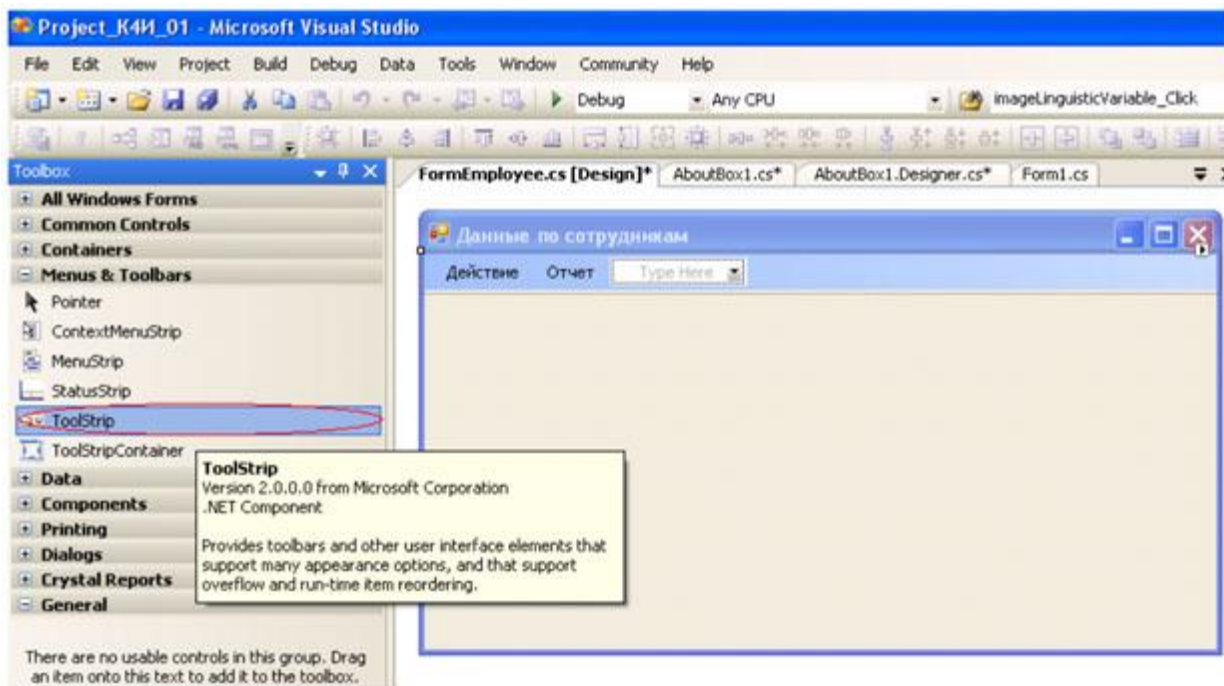 Project_K4И_01 - Microsoft Visual Studio
File Edit View Project Build Debug Data Tools Window Community Help
Debug Any CPU imageLinguisticVariable_Click
Toolbox
FormEmployee.cs [Design]* AboutBox1.cs* AboutBox1.Designer.cs* Form1.cs
All Windows Forms
Common Controls
Containers
Menus & Toolbars
Pointer
ContextMenuStrip
MenuStrip
StatusStrip
ToolStrip
ToolStripContainer
Data
Components
Printing
Dialogs
Crystal Reports
General
There are no usable controls in this group. Drag
an item onto this text to add it to the toolbox.
ToolStrip
Version 2.0.0.0 from Microsoft Corporation
.NET Component
Provides toolbars and other user interface elements that
support many appearance options, and that support
overflow and run-time item reordering.
Данные по сотрудникам
Действие Отчет Type Here